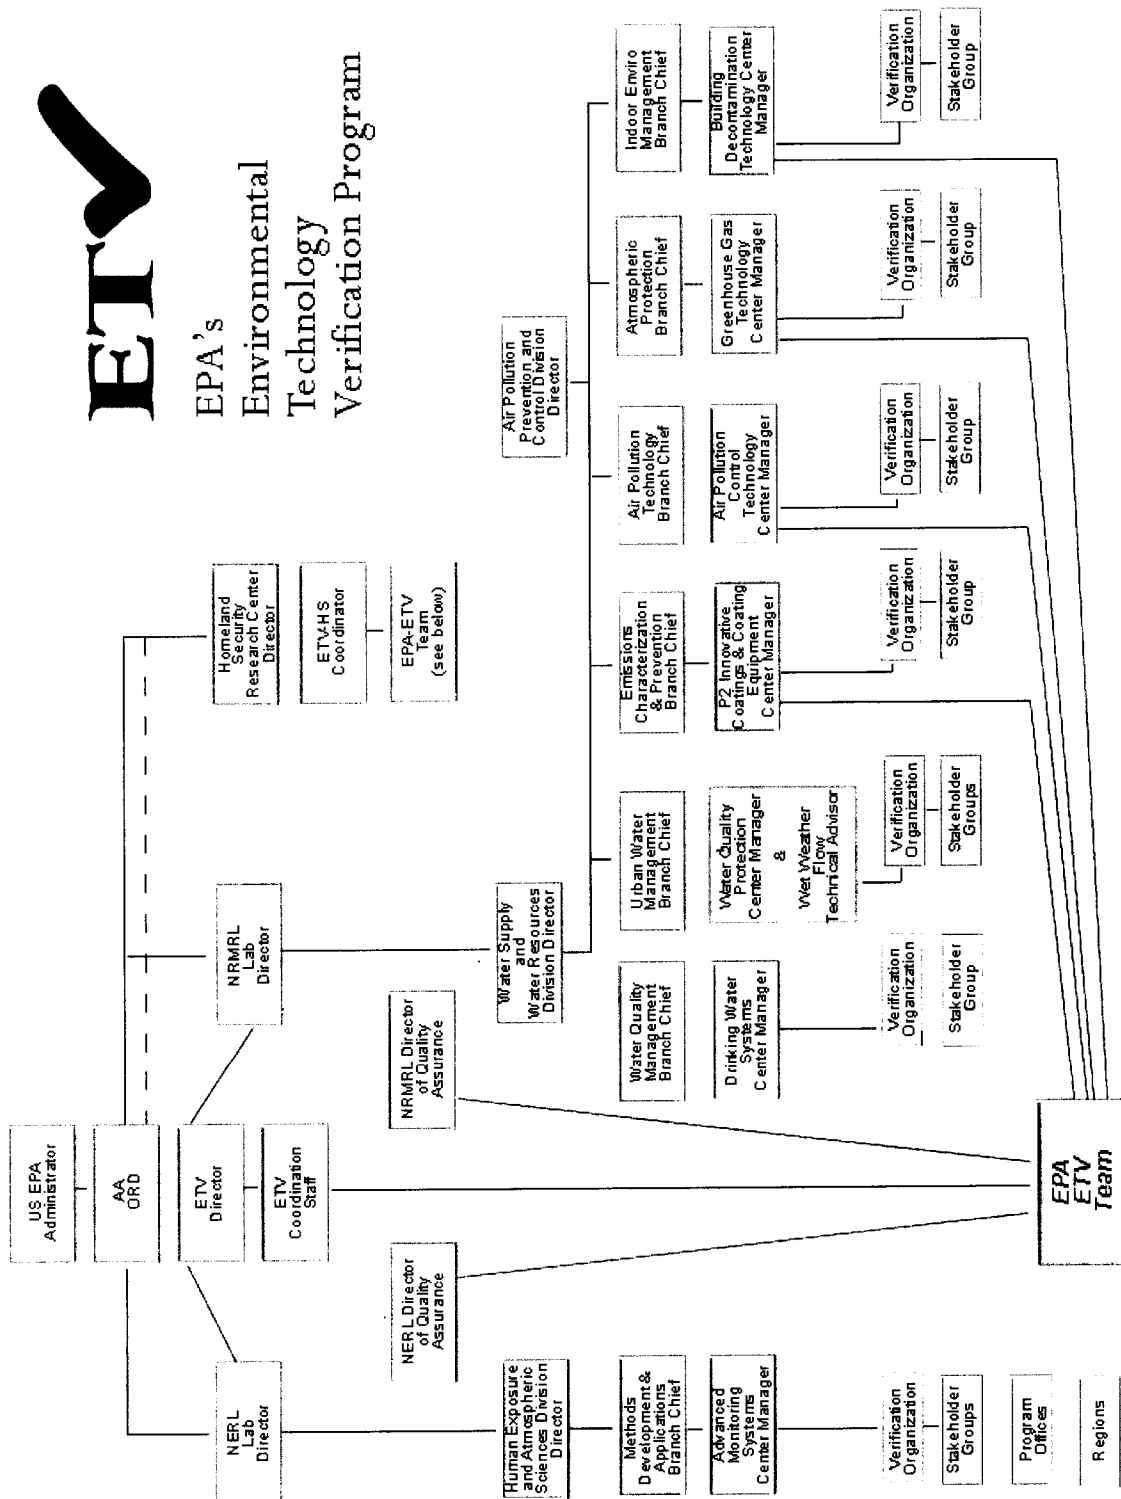 ETV
EPA's
Environmental
Technology
Verification Program
US EPA
Administrator
AA
ORD
ETV
Director
ETV
Coordination
Staff
NERL
Lab
Director
NRMRL
Lab
Director
Homeland
Security
Research Center
Director
ETV-HS
Coordinator
EPA-ETV
Team
(see below)
NERL Director
of Quality
Assurance
NRMRL Director
of Quality
Assurance
Human Exposure
and Atmospheric
Sciences Division
Director
Water Supply
and
Water Resources
Division Director
Air Pollution
Prevention and
Control Division
Director
Methods
Development &
Applications
Branch Chief
Water Quality
Management
Branch Chief
Urban Water
Management
Branch Chief
Emissions
Characterization
& Prevention
Branch Chief
Air Pollution
Technology
Branch Chief
Atmospheric
Protection
Branch Chief
Indoor Enviro
Management
Branch Chief
Advanced
Monitoring
Systems
Center Manager
Drinking Water
Systems
Center Manager
Water Quality
Protection
Center Manager
&
Wet Weather
Flow
Technical Advisor
P2 Innovative
Coatings & Coating
Equipment
Center Manager
Air Pollution
Control
Technology
Center Manager
Greenhouse Gas
Technology
Center Manager
Building
Decontamination
Technology Center
Manager
Verification
Organization
Verification
Organization
Verification
Organization
Verification
Organization
Verification
Organization
Verification
Organization
Verification
Organization
Stakeholder
Groups
Stakeholder
Group
Stakeholder
Groups
Stakeholder
Group
Stakeholder
Group
Stakeholder
Group
Stakeholder
Group
Program
Offices
Regions
EPA
ETV
Team